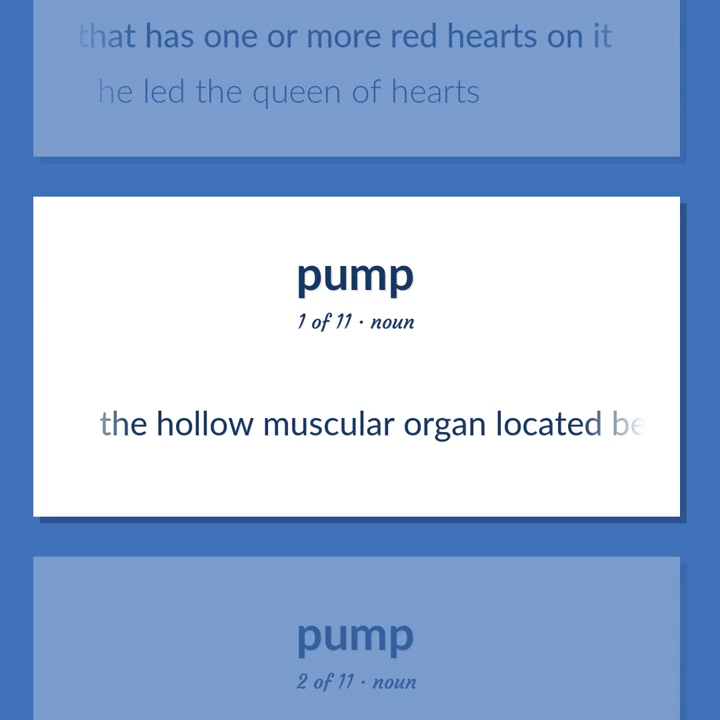 that has one or more red hearts on it
he led the queen of hearts
pump
1 of 11 · noun
the hollow muscular organ located be
pump
2 of 11 · noun